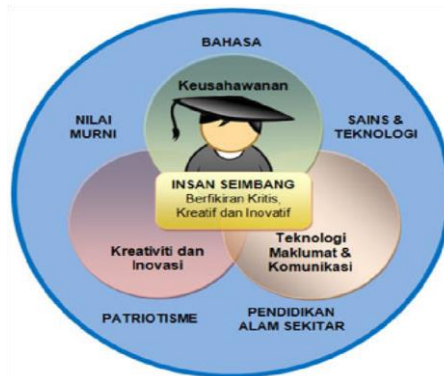 BAHASA
Keusahawanan
NILAI
MURNI
SAINS &
TEKNOLOGI
INSAN SEIMBANG
Berfikiran Kritis,
Kreatif dan Inovatif
Kreativiti dan
Inovasi
Teknologi
Maklumat &
Komunikasi
PATRIOTISME
PENDIDIKAN
ALAM SEKITAR